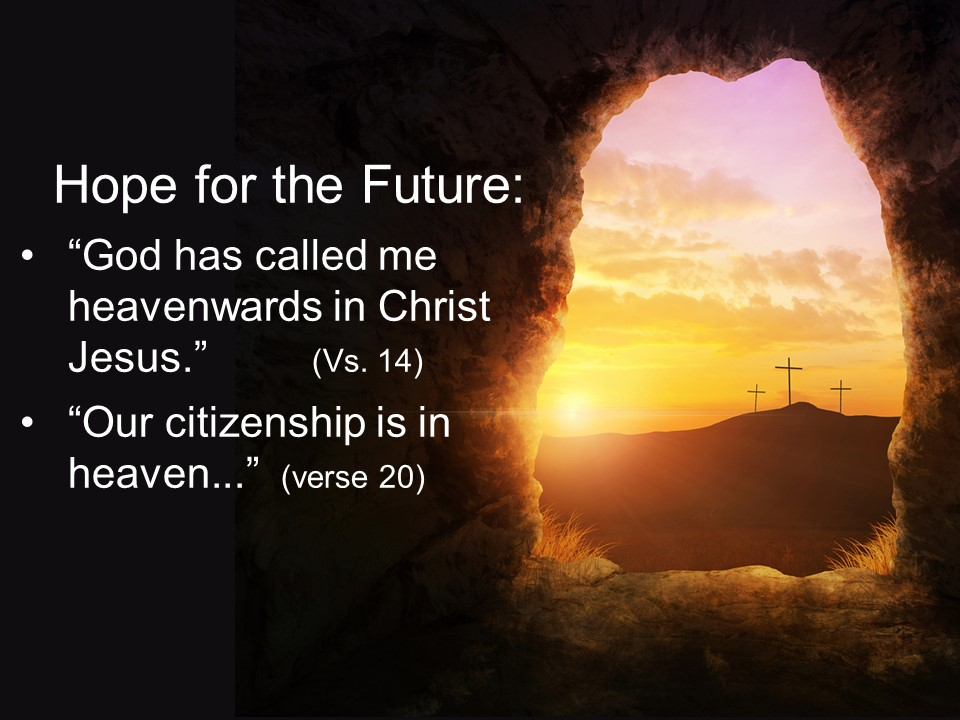 Hope for the Future:
• “God has called me
heavenwards in Christ
Jesus.” (Vs. 14)
• “Our citizenship is in
heaven...” (verse 20)